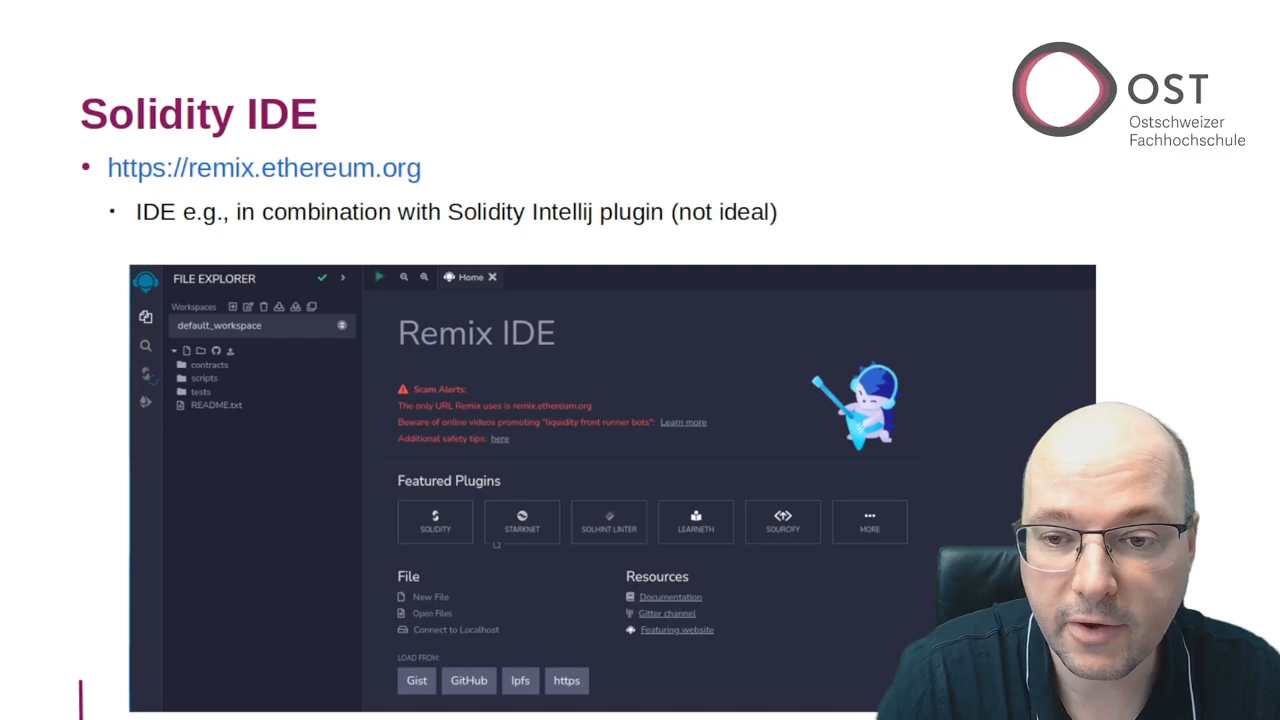 OST
Ostschweizer
Fachhochschule
Solidity IDE
• https://remix.ethereum.org
• IDE e.g., in combination with Solidity Intellij plugin (not ideal)
FILE EXPLORER
Home
Workspaces
default_workspace
contracts
scripts
tests
README.txt
Remix IDE
Scam Alerts:
The only URL Remix uses is remix.ethereum.org
Beware of online videos promoting "liquidity front runner bots": Learn more
Additional safety tips: here
Featured Plugins
SOLIDITY
STARKNET
SOLHINT LINTER
LEARNETH
SOURCIFY
MORE
L2
File
New File
Open Files
Connect to Localhost
Resources
Documentation
Gitter channel
Featuring website
LOAD FROM:
Gist
GitHub
Ipfs
https